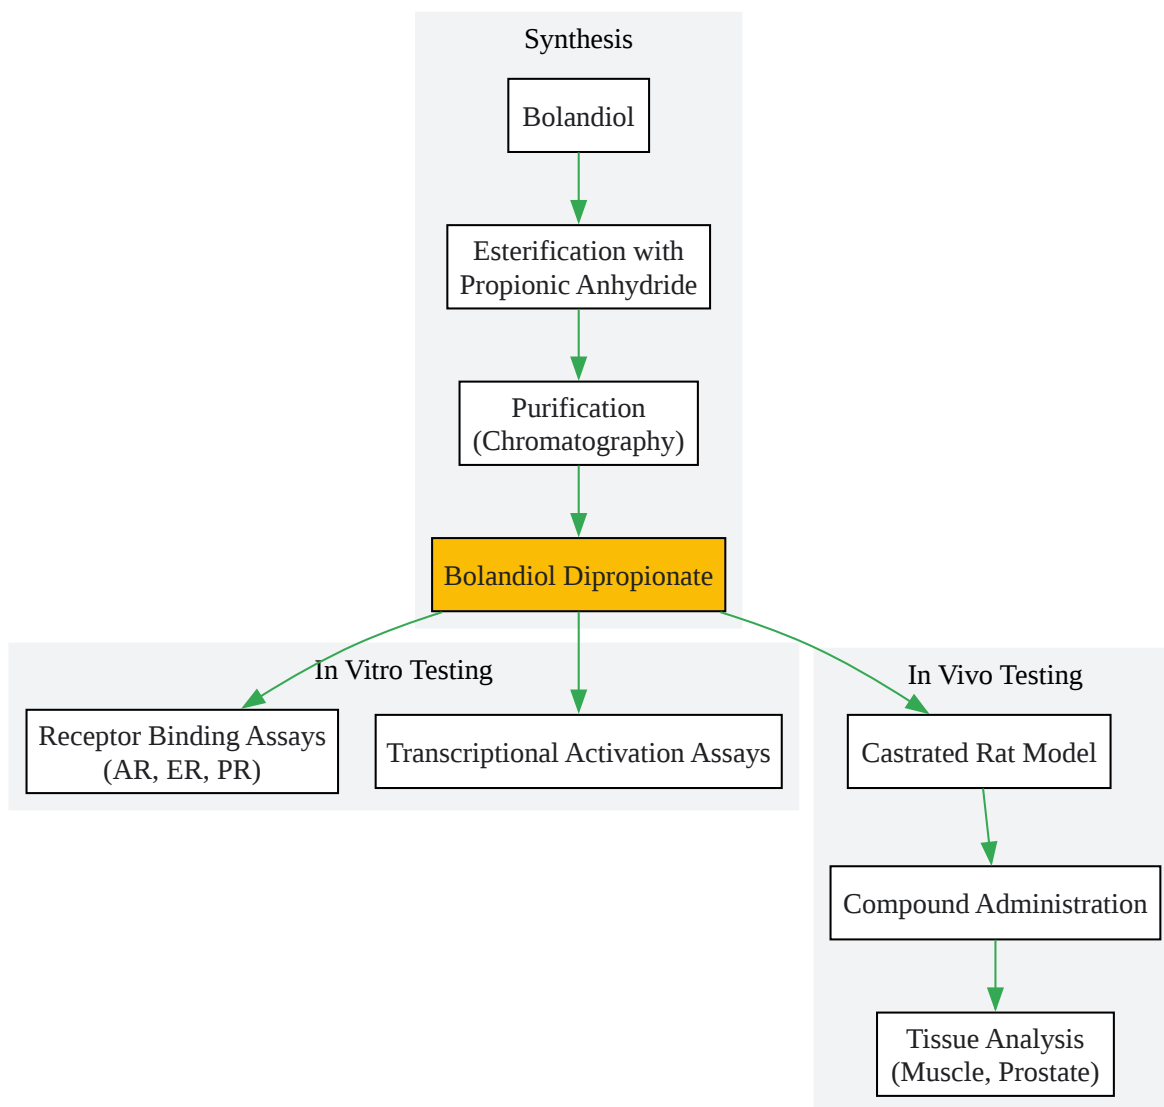 Synthesis
Bolandiol
Esterification with
Propionic Anhydride
Purification
(Chromatography)
Bolandiol Dipropionate
In Vitro Testing
Receptor Binding Assays
(AR, ER, PR)
Transcriptional Activation Assays
In Vivo Testing
Castrated Rat Model
Compound Administration
Tissue Analysis
(Muscle, Prostate)